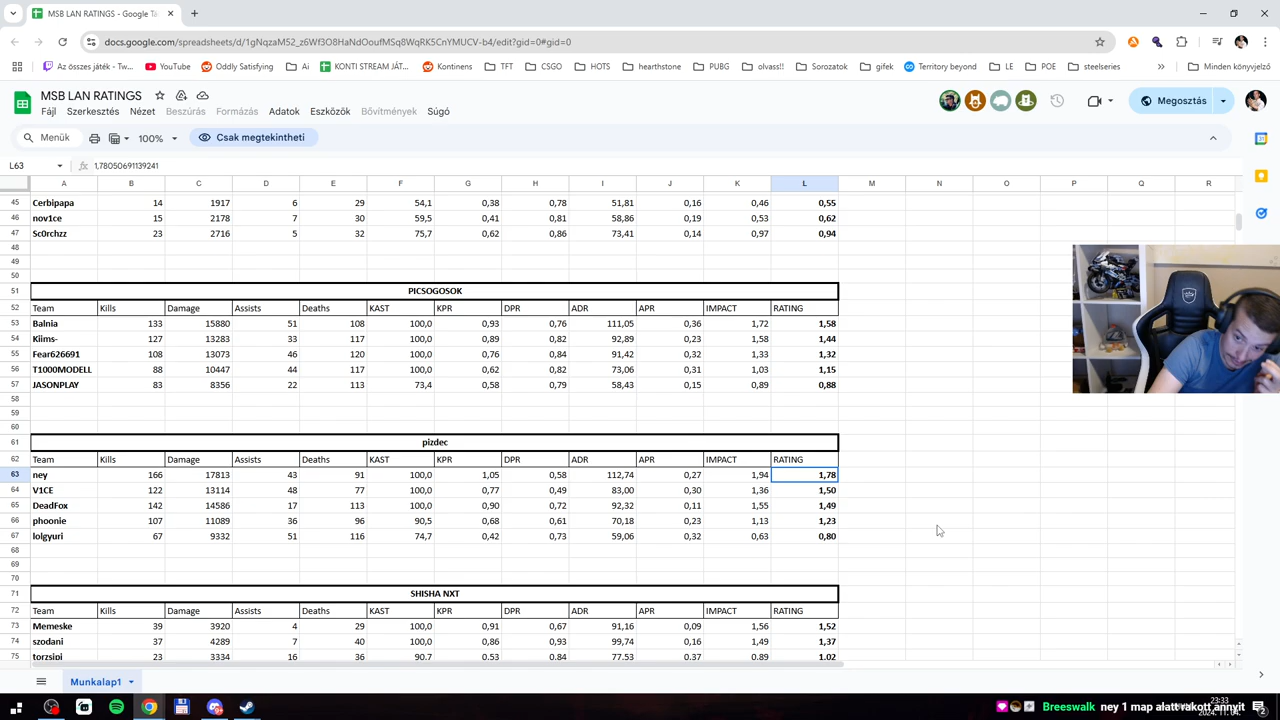 MSB LAN RATINGS - Google Tá
docs.google.com/spreadsheets/d/1gNqzaM52_z6Wf3O8HaNdOoufMSq8WqRK5CnYMUCV-b4/edit?gid=0#gid=0
Az összes játék - Tw... YouTube Oddly Satisfying Ai KONTI STREAM JÁT... Kontinens TFT CSGO HOTS hearthstone PUBG olvass!! Sorozatok gifek Territory beyond LE POE steelseries » Minden könyvjelző
MSB LAN RATINGS
Fájl Szerkesztés Nézet Beszúrás Formázás Adatok Eszközök Bővítmények Súgó
Megosztás
Menük 100% Csak megtekintheti
L63 fx 1,78050691139241
A B C D E F G H I J K L M N O P Q R
45 Cerbipapa 14 1917 6 29 54,1 0,38 0,78 51,81 0,16 0,46 0,55
46 nov1ce 15 2178 7 30 59,5 0,41 0,81 58,86 0,19 0,53 0,62
47 Sc0rchzz 23 2716 5 32 75,7 0,62 0,86 73,41 0,14 0,97 0,94
48
49
50
51 PICSOGOSOK
52 Team Kills Damage Assists Deaths KAST KPR DPR ADR APR IMPACT RATING
53 Balnia 133 15880 51 108 100,0 0,93 0,76 111,05 0,36 1,72 1,58
54 Kiims- 127 13283 33 117 100,0 0,89 0,82 92,89 0,23 1,58 1,44
55 Fear626691 108 13073 46 120 100,0 0,76 0,84 91,42 0,32 1,33 1,32
56 T1000MODELL 88 10447 44 117 100,0 0,62 0,82 73,06 0,31 1,03 1,15
57 JASONPLAY 83 8356 22 113 73,4 0,58 0,79 58,43 0,15 0,89 0,88
58
59
60
61 pizdec
62 Team Kills Damage Assists Deaths KAST KPR DPR ADR APR IMPACT RATING
63 ney 166 17813 43 91 100,0 1,05 0,58 112,74 0,27 1,94 1,78
64 V1CE 122 13114 48 77 100,0 0,77 0,49 83,00 0,30 1,36 1,50
65 DeadFox 142 14586 17 113 100,0 0,90 0,72 92,32 0,11 1,55 1,49
66 phoonie 107 11089 36 96 90,5 0,68 0,61 70,18 0,23 1,13 1,23
67 lolgyuri 67 9332 51 116 74,7 0,42 0,73 59,06 0,32 0,63 0,80
68
69
70
71 SHISHA NXT
72 Team Kills Damage Assists Deaths KAST KPR DPR ADR APR IMPACT RATING
73 Memeske 39 3920 4 29 100,0 0,91 0,67 91,16 0,09 1,56 1,52
74 szodani 37 4289 7 40 100,0 0,86 0,93 99,74 0,16 1,49 1,37
75 torzsipi 23 3334 16 36 90,7 0,53 0,84 77,53 0,37 0,89 1,02
Munkalap1
23:33
Breeswalk ney 1 map alatt rakott annyit
2024. 11. 04.
2